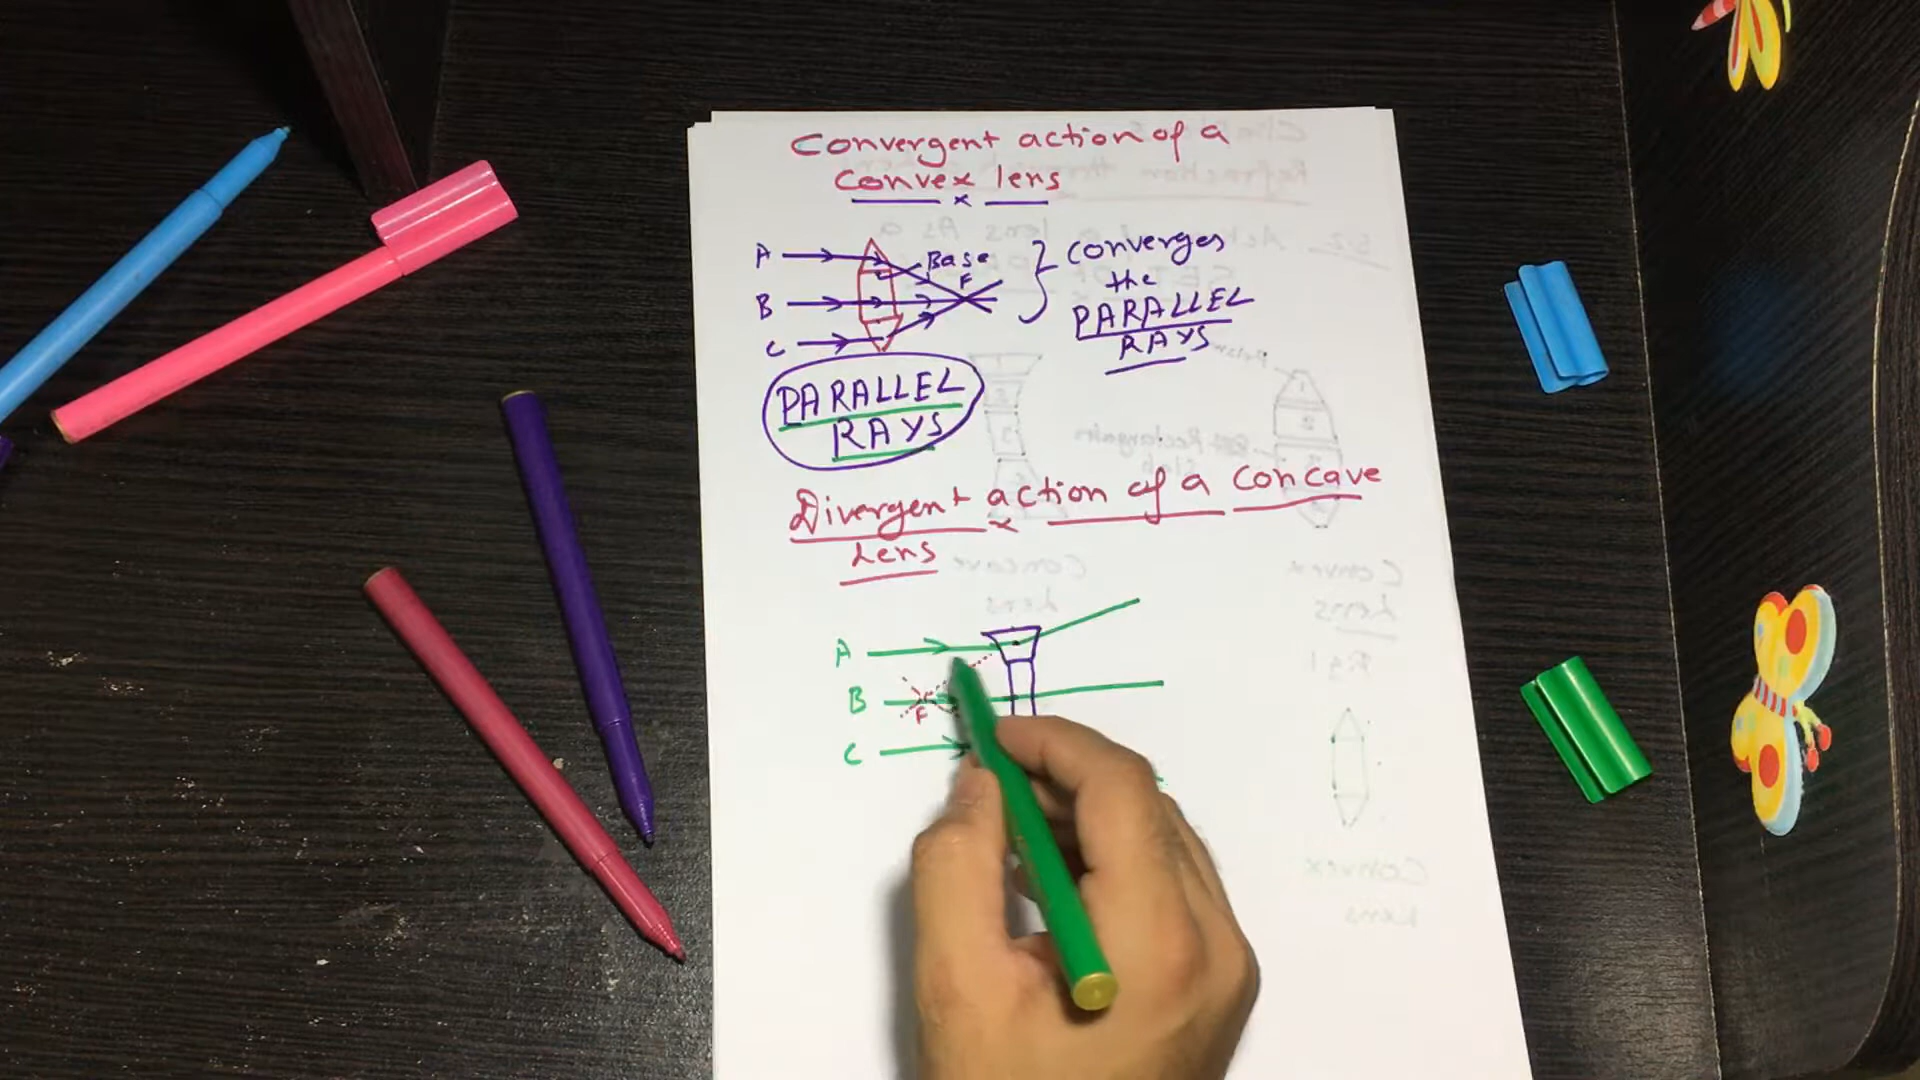 Convergent action of a
Convex lens
A
Base
F
B
C
Converges
the
PARALLEL
RAYS
PARALLEL
RAYS
Divergent action of a Concave
Lens
A
B
F
C